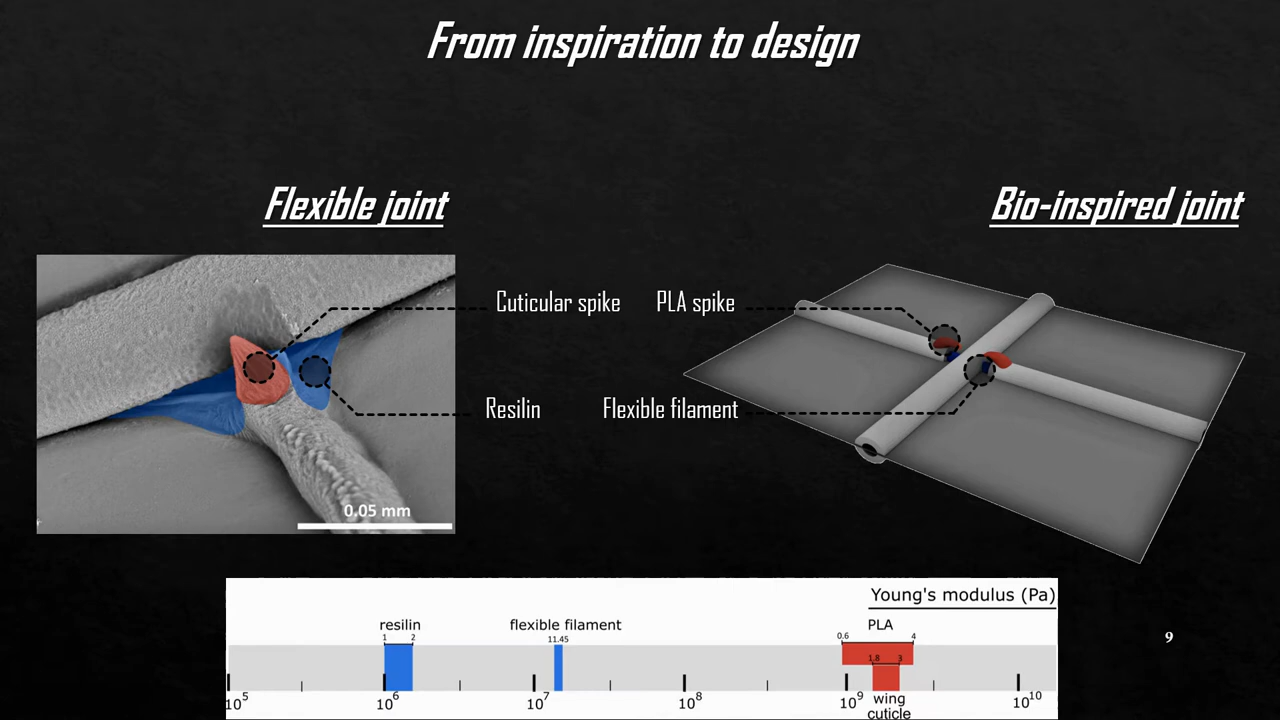 From inspiration to design
Flexible joint
Bio-inspired joint
Cuticular spike
PLA spike
Resilin
Flexible filament
0.05 mm
Young's modulus (Pa)
resilin
flexible filament
PLA
1 2
11.45
0.6 4
1.8 3
10^5
10^6
10^7
10^8
10^9
10^10
wing
cuticle
9